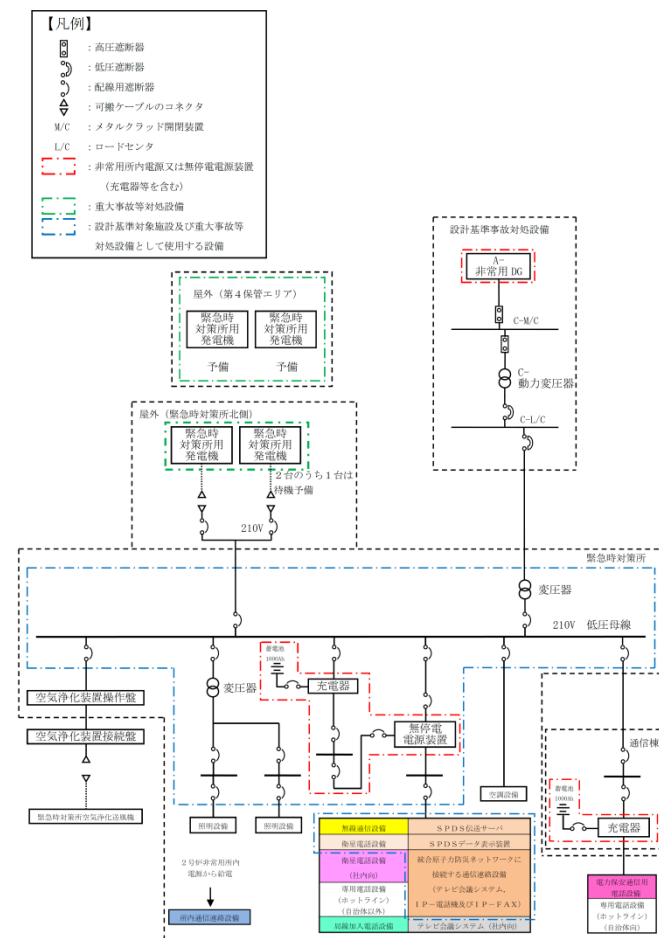 【凡例】
：高圧遮断器
：低圧遮断器
：配線用遮断器
：可搬ケーブルのコネクタ
M/C ：メタルクラッド開閉装置
L/C ：ロードセンタ
：非常用所内電源又は無停電電源装置
（充電器等を含む）
：重大事故等対処設備
：設計基準対象施設及び重大事故等
対処設備として使用する設備
設計基準事故対処設備
A-
非常用 DG
C-M/C
C-
動力変圧器
C-L/C
屋外（第４保管エリア）
緊急時
対策所用
発電機
緊急時
対策所用
発電機
予備
予備
屋外（緊急時対策所北側）
緊急時
対策所用
発電機
緊急時
対策所用
発電機
２台のうち１台は
待機予備
210V
緊急時対策所
変圧器
210V 低圧母線
空気浄化装置操作盤
空気浄化装置接続盤
緊急時対策所空気浄化送風機
変圧器
蓄電池
1000Ah
充電器
無停電
電源装置
照明設備
照明設備
空調設備
通信棟
蓄電池
1000Ah
充電器
２号炉非常用所内
電源から給電
所内通信連絡設備
無線通信設備
衛星電話設備
衛星電話設備
（社内向）
専用電話設備
（ホットライン）
（自治体以外）
局線加入電話設備
ＳＰＤＳ伝送サーバ
ＳＰＤＳデータ表示装置
統合原子力防災ネットワークに
接続する通信連絡設備
（テレビ会議システム,
ＩＰ－電話機及びＩＰ－ＦＡＸ）
テレビ会議システム（社内向）
電力保安通信用
電話設備
専用電話設備
（ホットライン）
（自治体向）